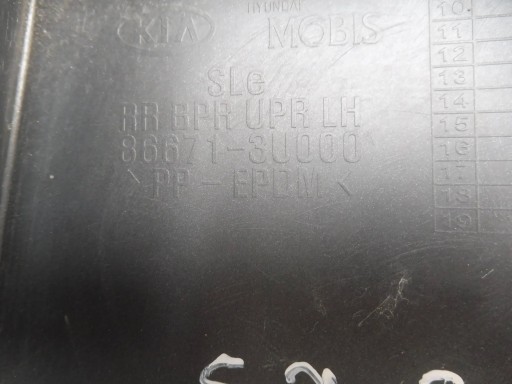 HYUNDAI
KIA MOBIS
SLe
RR BPR UPR LH
86671-3U000
>PP-EPDM<
10
11
12
13
14
15
16
17
18
19